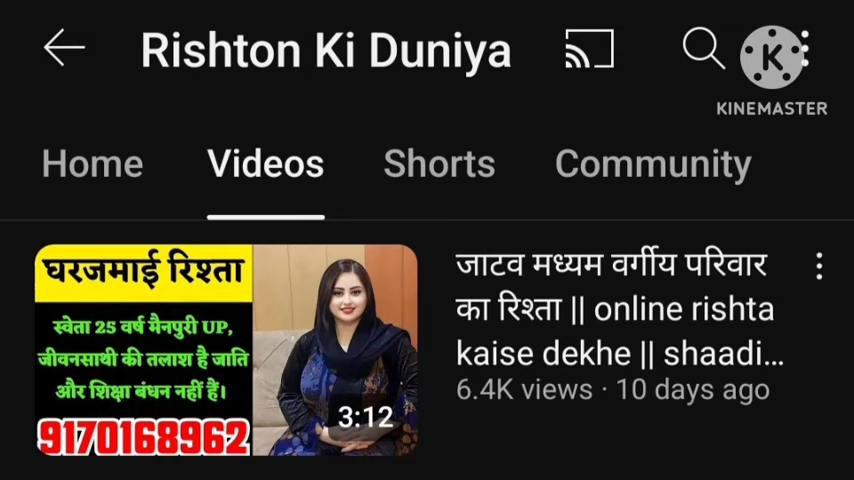 Rishton Ki Duniya
K
KINEMASTER
Home Videos Shorts Community
घरजमाई रिश्ता
स्वेता 25 वर्ष मैनपुरी UP,
जीवनसाथी की तलाश है जाति
और शिक्षा बंधन नहीं हैं।
9170168962
3:12
जाटव मध्यम वर्गीय परिवार
का रिश्ता || online rishta
kaise dekhe || shaadi...
6.4K views · 10 days ago